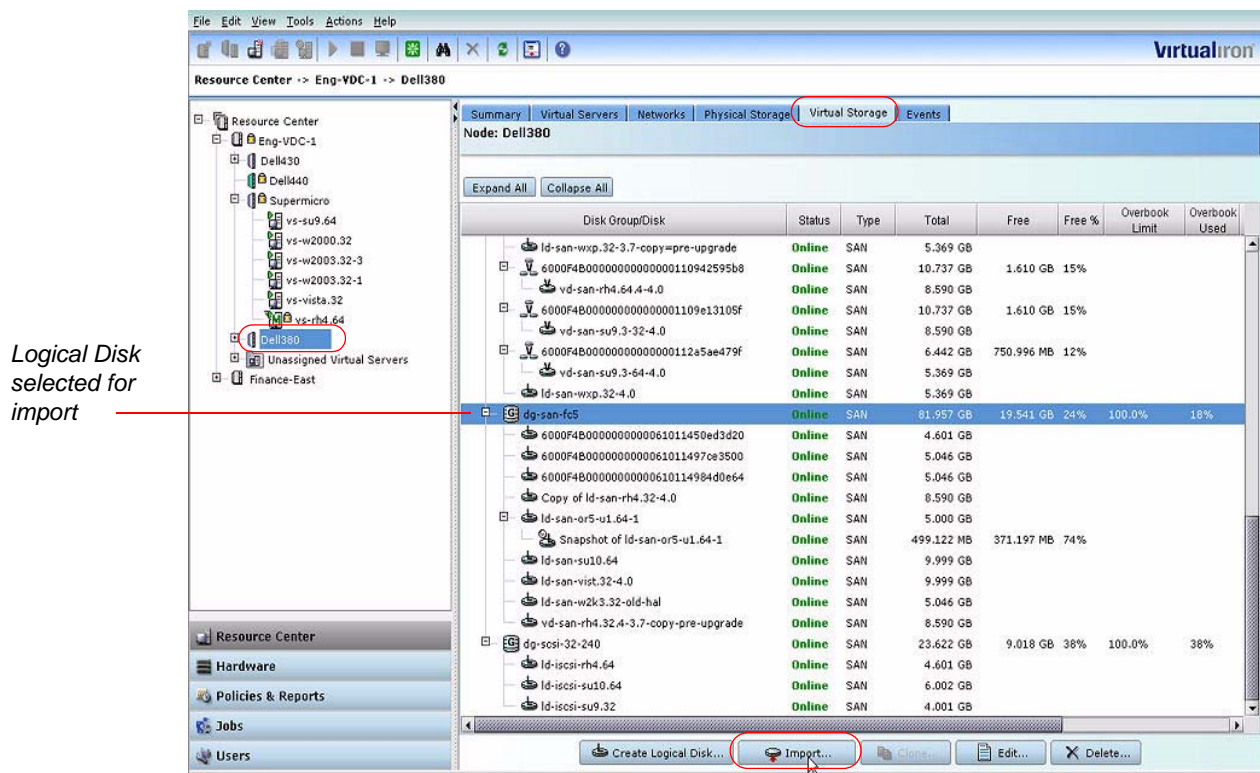 File Edit View Tools Actions Help
VirtualIron
Resource Center -> Eng-VDC-1 -> Dell380
Resource Center
Eng-VDC-1
Dell430
Dell440
Supermicro
vs-su9.64
vs-w2000.32
vs-w2003.32-3
vs-w2003.32-1
vs-vista.32
vs-rh4.64
Dell380
Unassigned Virtual Servers
Finance-East
Logical Disk
selected for
import
Resource Center
Hardware
Policies & Reports
Jobs
Users
Summary Virtual Servers Networks Physical Storage Virtual Storage Events
Node: Dell380
Expand All Collapse All
Disk Group/Disk Status Type Total Free Free % Overbook Limit Overbook Used
ld-san-wxp.32-3.7-copy=pre-upgrade Online SAN 5.369 GB
6000F4B00000000000000110942595b8 Online SAN 10.737 GB 1.610 GB 15%
vd-san-rh4.64.4-4.0 Online SAN 8.590 GB
6000F4B0000000000000001109e13105f Online SAN 10.737 GB 1.610 GB 15%
vd-san-su9.3-32-4.0 Online SAN 8.590 GB
6000F4B0000000000000000112a5ae479f Online SAN 6.442 GB 750.996 MB 12%
vd-san-su9.3-64-4.0 Online SAN 5.369 GB
ld-san-wxp.32-4.0 Online SAN 5.369 GB
dg-san-fc5 Online SAN 81.957 GB 19.541 GB 24% 100.0% 18%
6000F4B0000000000061011450ed3d20 Online SAN 4.601 GB
6000F4B0000000000061011497ce3500 Online SAN 5.046 GB
6000F4B00000000000610114984d0e64 Online SAN 5.046 GB
Copy of ld-san-rh4.32-4.0 Online SAN 8.590 GB
ld-san-or5-u1.64-1 Online SAN 5.000 GB
Snapshot of ld-san-or5-u1.64-1 Online SAN 499.122 MB 371.197 MB 74%
ld-san-su10.64 Online SAN 9.999 GB
ld-san-vist.32-4.0 Online SAN 9.999 GB
ld-san-w2k3.32-old-hal Online SAN 5.046 GB
vd-san-rh4.32.4-3.7-copy-pre-upgrade Online SAN 8.590 GB
dg-scsi-32-240 Online SAN 23.622 GB 9.018 GB 38% 100.0% 38%
ld-iscsi-rh4.64 Online SAN 4.601 GB
ld-iscsi-su10.64 Online SAN 6.002 GB
ld-iscsi-su9.32 Online SAN 4.001 GB
Create Logical Disk... Import... Clone... Edit... Delete...